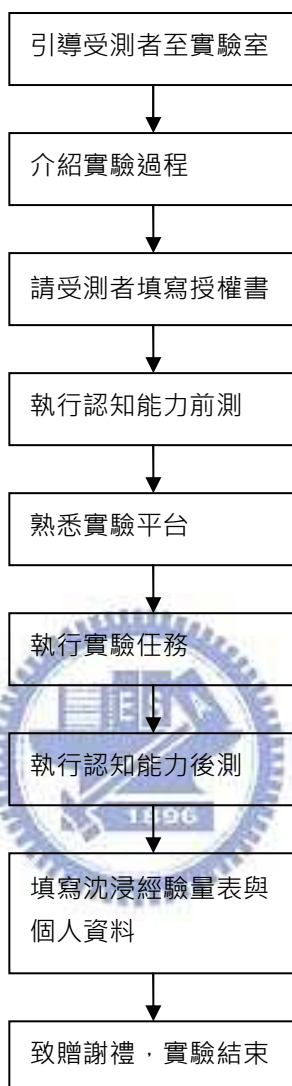 引導受測者至實驗室
介紹實驗過程
請受測者填寫授權書
執行認知能力前測
熟悉實驗平台
執行實驗任務
執行認知能力後測
1896
填寫沈浸經驗量表與
個人資料
致贈謝禮，實驗結束